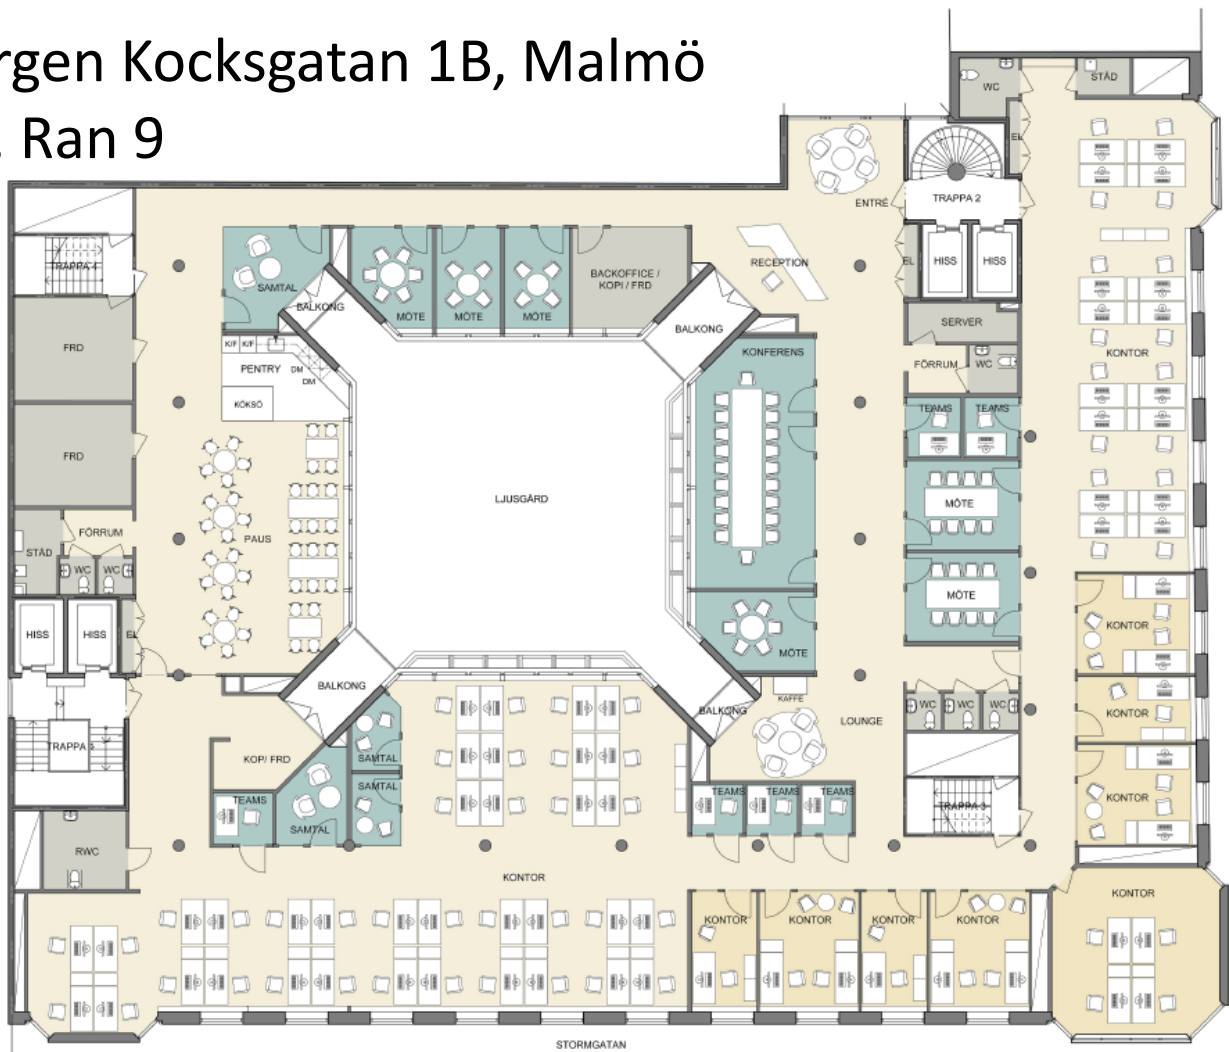 rgen Kocksgatan 1B, Malmö
. Ran 9
WC
STÄD
EL
ENTRÉ
TRAPPA 2
TRAPPA 4
SAMTAL
BALKONG
MÖTE
MÖTE
MÖTE
BACKOFFICE /
KOPI / FRD
RECEPTION
EL
HISS
HISS
BALKONG
SERVER
FRD
K/F
K/F
PENTRY
DM
DM
KÖKSÖ
KONFERENS
FÖRRUM
WC
KONTOR
TEAMS
TEAMS
FRD
LJUSGÅRD
MÖTE
PAUS
FÖRRUM
STÄD
WC
WC
MÖTE
HISS
HISS
EL
MÖTE
KONTOR
BALKONG
KAFFE
BALKONG
LOUNGE
WC
WC
WC
KONTOR
TRAPPA
KOP/ FRD
SAMTAL
SAMTAL
TEAMS
SAMTAL
TEAMS
TEAMS
TEAMS
TRAPPA 3
KONTOR
RWC
KONTOR
KONTOR
KONTOR
KONTOR
KONTOR
KONTOR
STORMGATAN